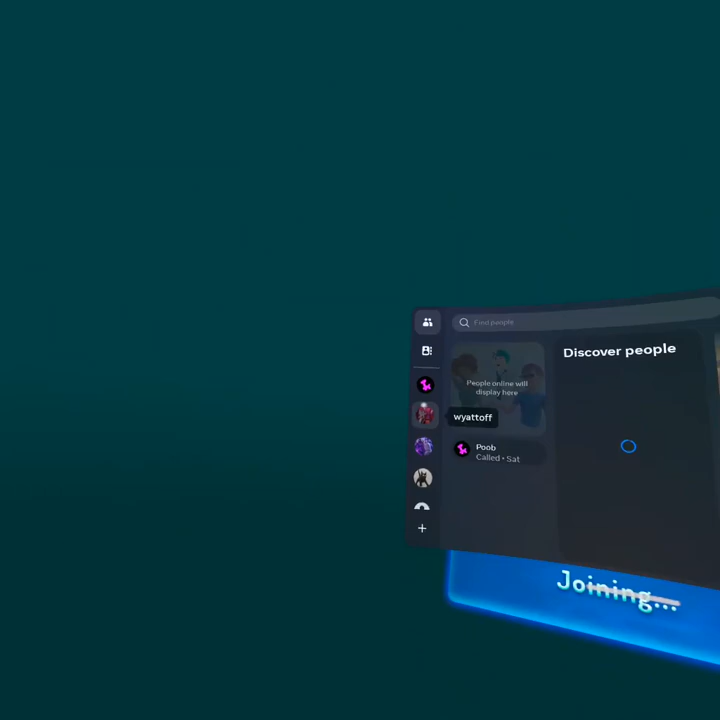 Find people
Discover people
People online will
display here
wyattoff
Poob
Called • Sat
Joining...